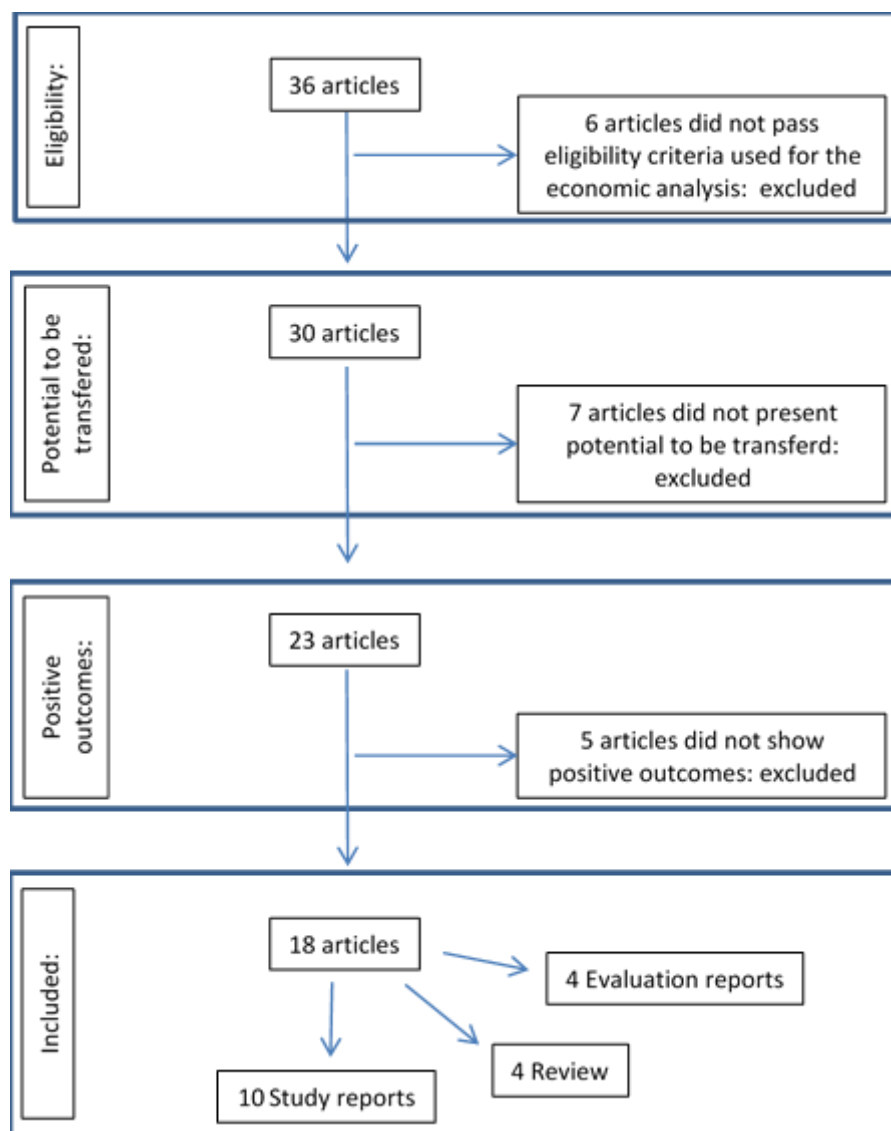 Eligibility:
36 articles
6 articles did not pass
eligibility criteria used for the
economic analysis:  excluded
Potential to be
transfered:
30 articles
7 articles did not present
potential to be transferd:
excluded
Positive
outcomes:
23 articles
5 articles did not show
positive outcomes: excluded
Included:
18 articles
4 Evaluation reports
4 Review
10 Study reports